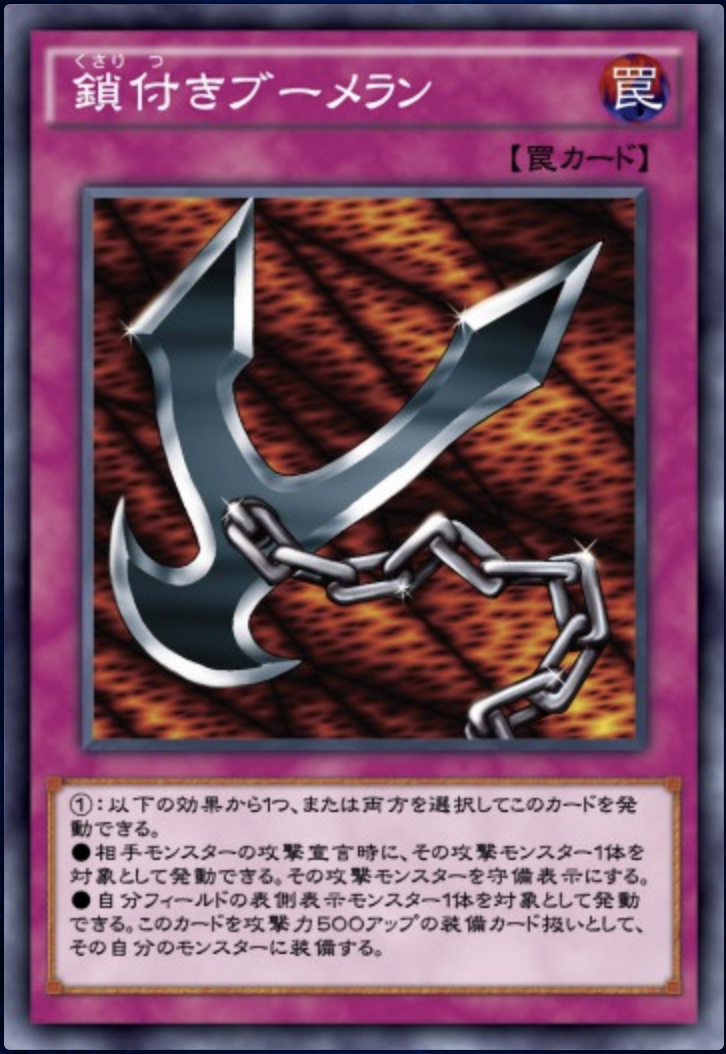 くさり つ
鎖付きブーメラン
罠
【罠カード】
①:以下の効果から1つ、または両方を選択してこのカードを発
動できる。
●相手モンスターの攻撃宣言時に、その攻撃モンスター1体を
対象として発動できる。その攻撃モンスターを守備表示にする。
●自分フィールドの表側表示モンスター1体を対象として発動
できる。このカードを攻撃力500アップの装備カード扱いとして、
その自分のモンスターに装備する。